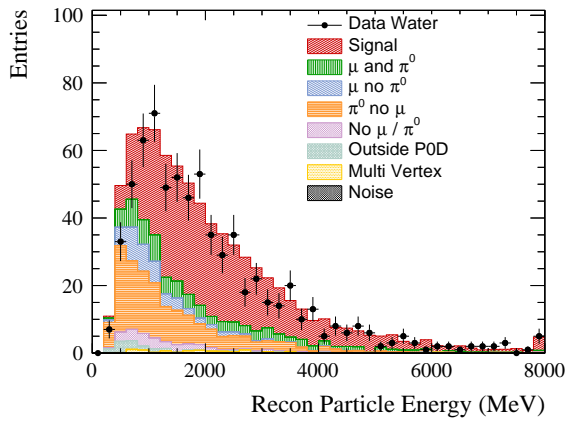 Entries
100
80
60
40
20
0
Data Water
Signal
μ and π⁰
μ no π⁰
π⁰ no μ
No μ / π⁰
Outside P0D
Multi Vertex
Noise
0 2000 4000 6000 8000
Recon Particle Energy (MeV)